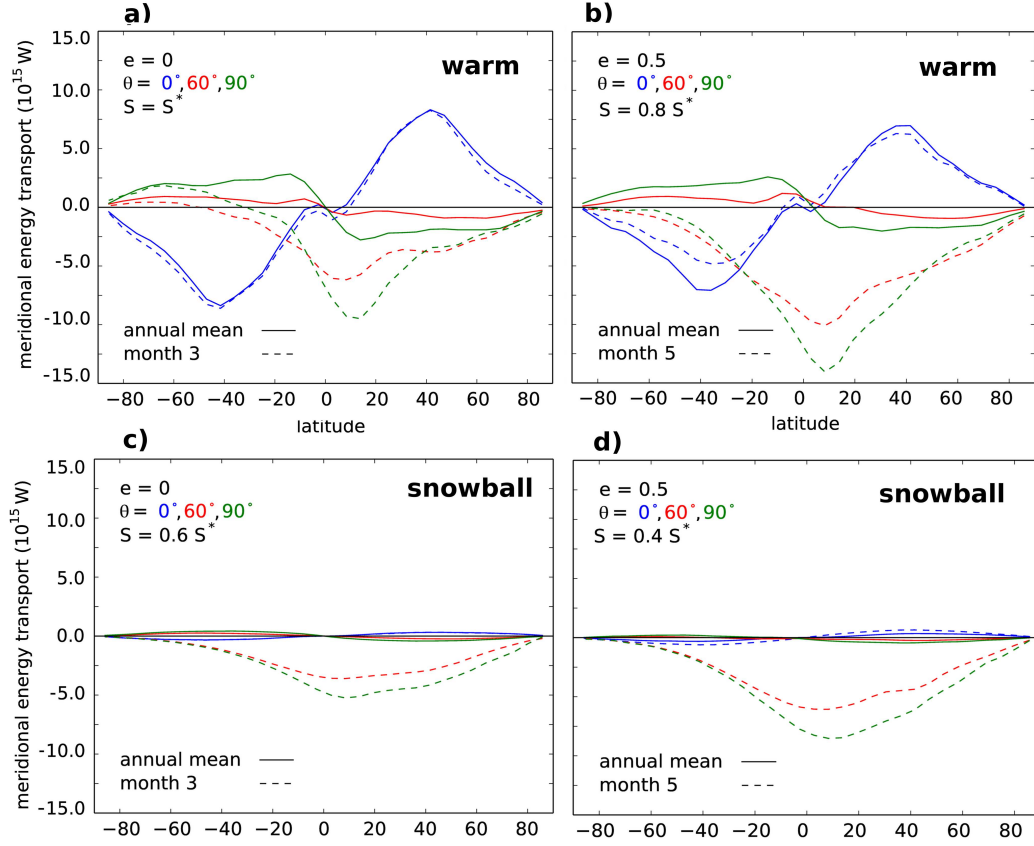 a)
b)
meridional energy transport (10¹⁵ W)
15.0
10.0
5.0
0.0
-5.0
-10.0
-15.0
e = 0
θ = 0°,60°,90°
S = S*
warm
annual mean
month 3
−80 −60 −40 −20 0 20 40 60 80
latitude
e = 0.5
θ = 0°,60°,90°
S = 0.8 S*
warm
annual mean
month 5
−80 −60 −40 −20 0 20 40 60 80
latitude
c)
d)
meridional energy transport (10¹⁵ W)
15.0
10.0
5.0
0.0
-5.0
-10.0
-15.0
e = 0
θ = 0°,60°,90°
S = 0.6 S*
snowball
annual mean
month 3
−80 −60 −40 −20 0 20 40 60 80
e = 0.5
θ = 0°,60°,90°
S = 0.4 S*
snowball
annual mean
month 5
−80 −60 −40 −20 0 20 40 60 80